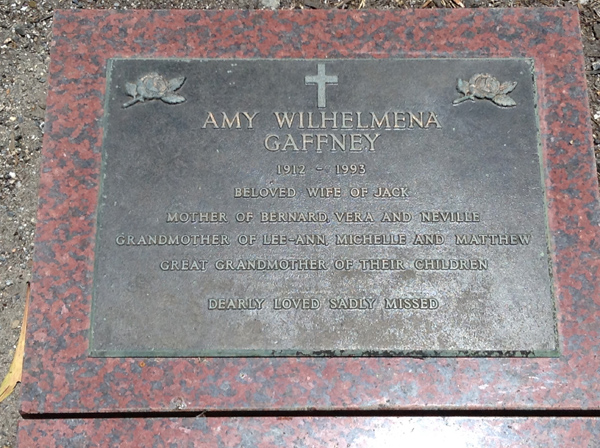 AMY WILHELMENA
GAFFNEY
1912 - 1993
BELOVED WIFE OF JACK
MOTHER OF BERNARD, VERA AND NEVILLE
GRANDMOTHER OF LEE-ANN, MICHELLE AND MATTHEW
GREAT GRANDMOTHER OF THEIR CHILDREN
DEARLY LOVED SADLY MISSED